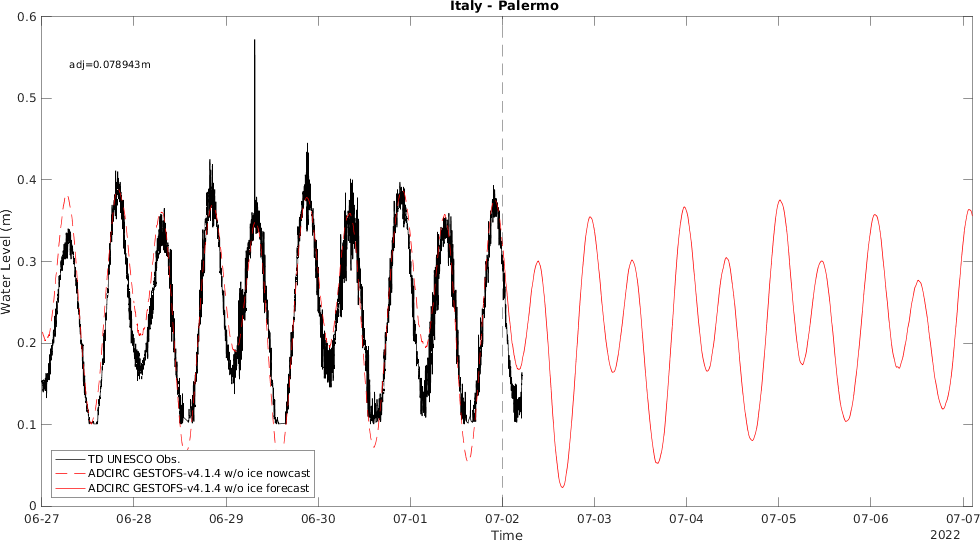 Italy - Palermo
0.6
adj=0.078943m
0.5
0.4
0.3
Water Level (m)
0.2
0.1
TD UNESCO Obs.
ADCIRC GESTOFS-v4.1.4 w/o ice nowcast
ADCIRC GESTOFS-v4.1.4 w/o ice forecast
0
06-27 06-28 06-29 06-30 07-01 07-02 07-03 07-04 07-05 07-06 07-07
Time 2022